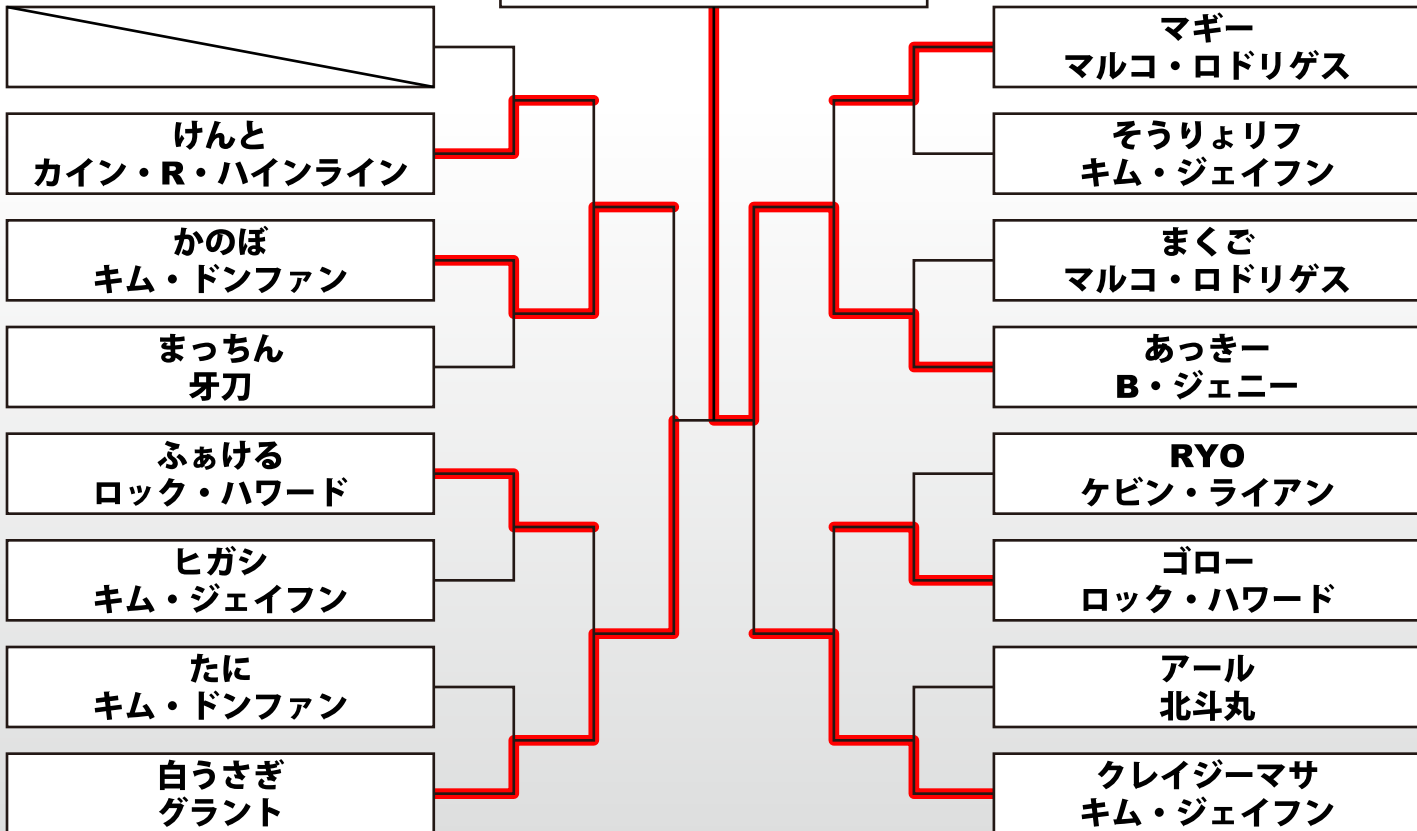 けんと
カイン・R・ハインライン
かのぼ
キム・ドンファン
まっちん
牙刀
ふぁける
ロック・ハワード
ヒガシ
キム・ジェイフン
たに
キム・ドンファン
白うさぎ
グラント
マギー
マルコ・ロドリゲス
そうりょリフ
キム・ジェイフン
まくご
マルコ・ロドリゲス
あっきー
B・ジェニー
RYO
ケビン・ライアン
ゴロー
ロック・ハワード
アール
北斗丸
クレイジーマサ
キム・ジェイフン